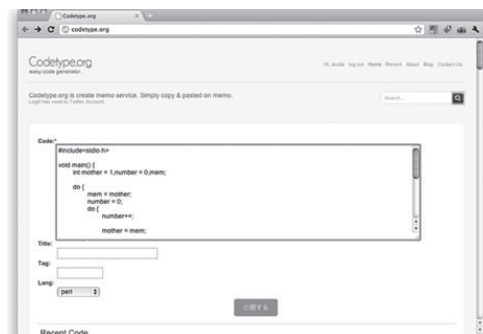 Codetype.org
codetype.org
Codetype.org
easy code generator.
Hi, log out Home Recent About Blog Contact Us
Codetype.org is create memo service. Simply copy & pasted on memo.
Login has need to Twitter Account.
Search...
Code:*
#include<stdio.h>
void main() {
int mother = 1,number = 0,mem;
do {
mem = mother;
number = 0;
do {
number++;
mother = mem;
Title:
Tag:
Lang:
perl
公開する
Recent Code